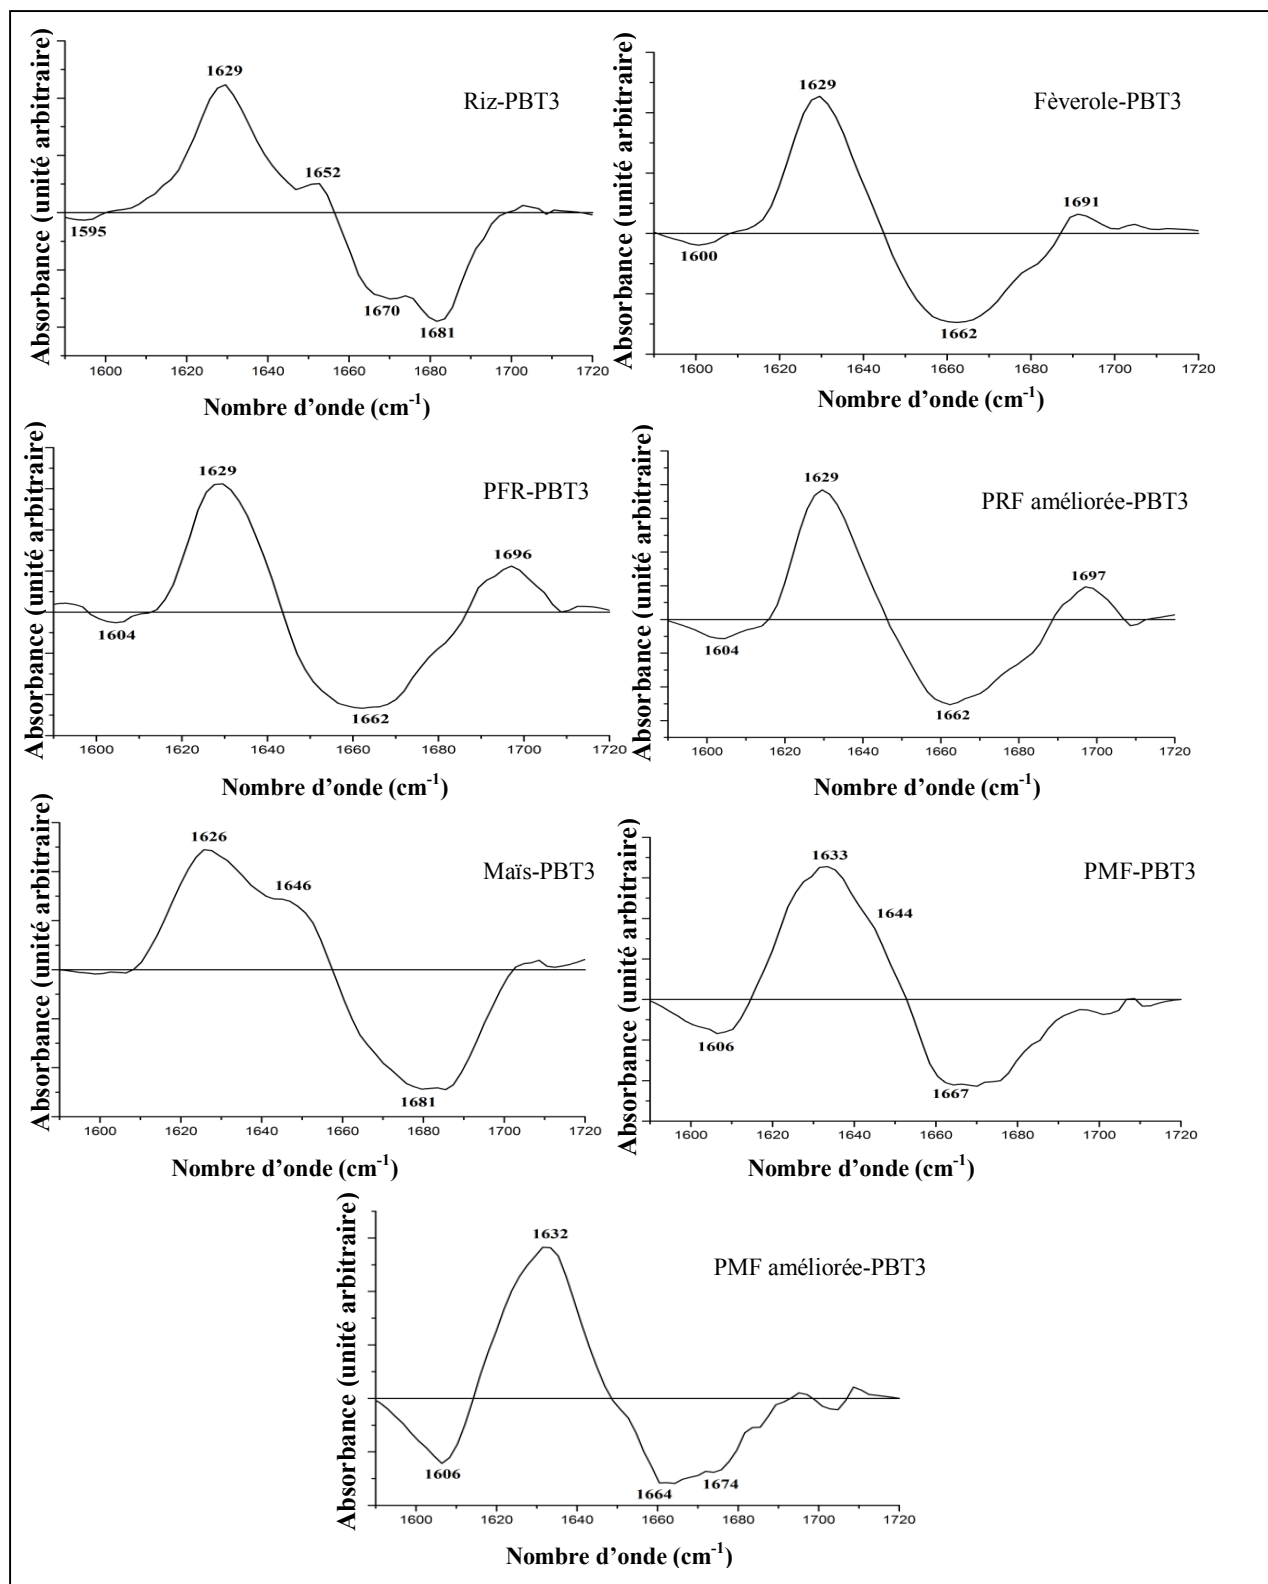 Absorbance (unité arbitraire)
Riz-PBT3
1629
1652
1595
1670
1681
1600 1620 1640 1660 1680 1700 1720
Nombre d'onde (cm-1)
Absorbance (unité arbitraire)
Fèverole-PBT3
1629
1691
1600
1662
1600 1620 1640 1660 1680 1700 1720
Nombre d'onde (cm-1)
Absorbance (unité arbitraire)
PFR-PBT3
1629
1696
1604
1662
1600 1620 1640 1660 1680 1700 1720
Nombre d'onde (cm-1)
Absorbance (unité arbitraire)
PRF améliorée-PBT3
1629
1697
1604
1662
1600 1620 1640 1660 1680 1700 1720
Nombre d'onde (cm-1)
Absorbance (unité arbitraire)
Maïs-PBT3
1626
1646
1681
1600 1620 1640 1660 1680 1700 1720
Nombre d'onde (cm-1)
Absorbance (unité arbitraire)
PMF-PBT3
1633
1644
1606
1667
1600 1620 1640 1660 1680 1700 1720
Nombre d'onde (cm-1)
Absorbance (unité arbitraire)
PMF améliorée-PBT3
1632
1606
1664
1674
1600 1620 1640 1660 1680 1700 1720
Nombre d'onde (cm-1)